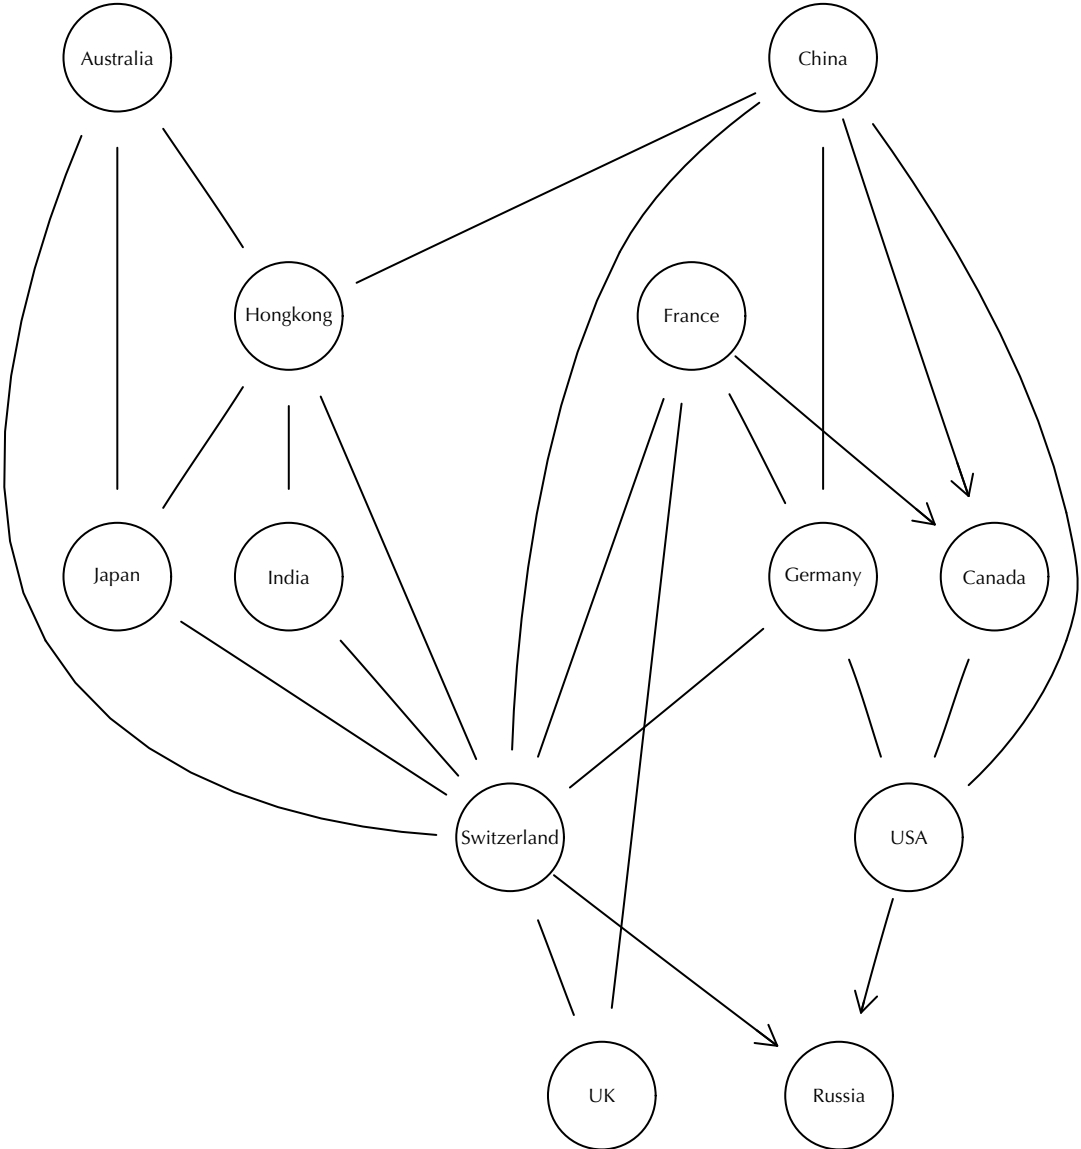 Australia
China
Hongkong
France
Japan
India
Germany
Canada
Switzerland
USA
UK
Russia